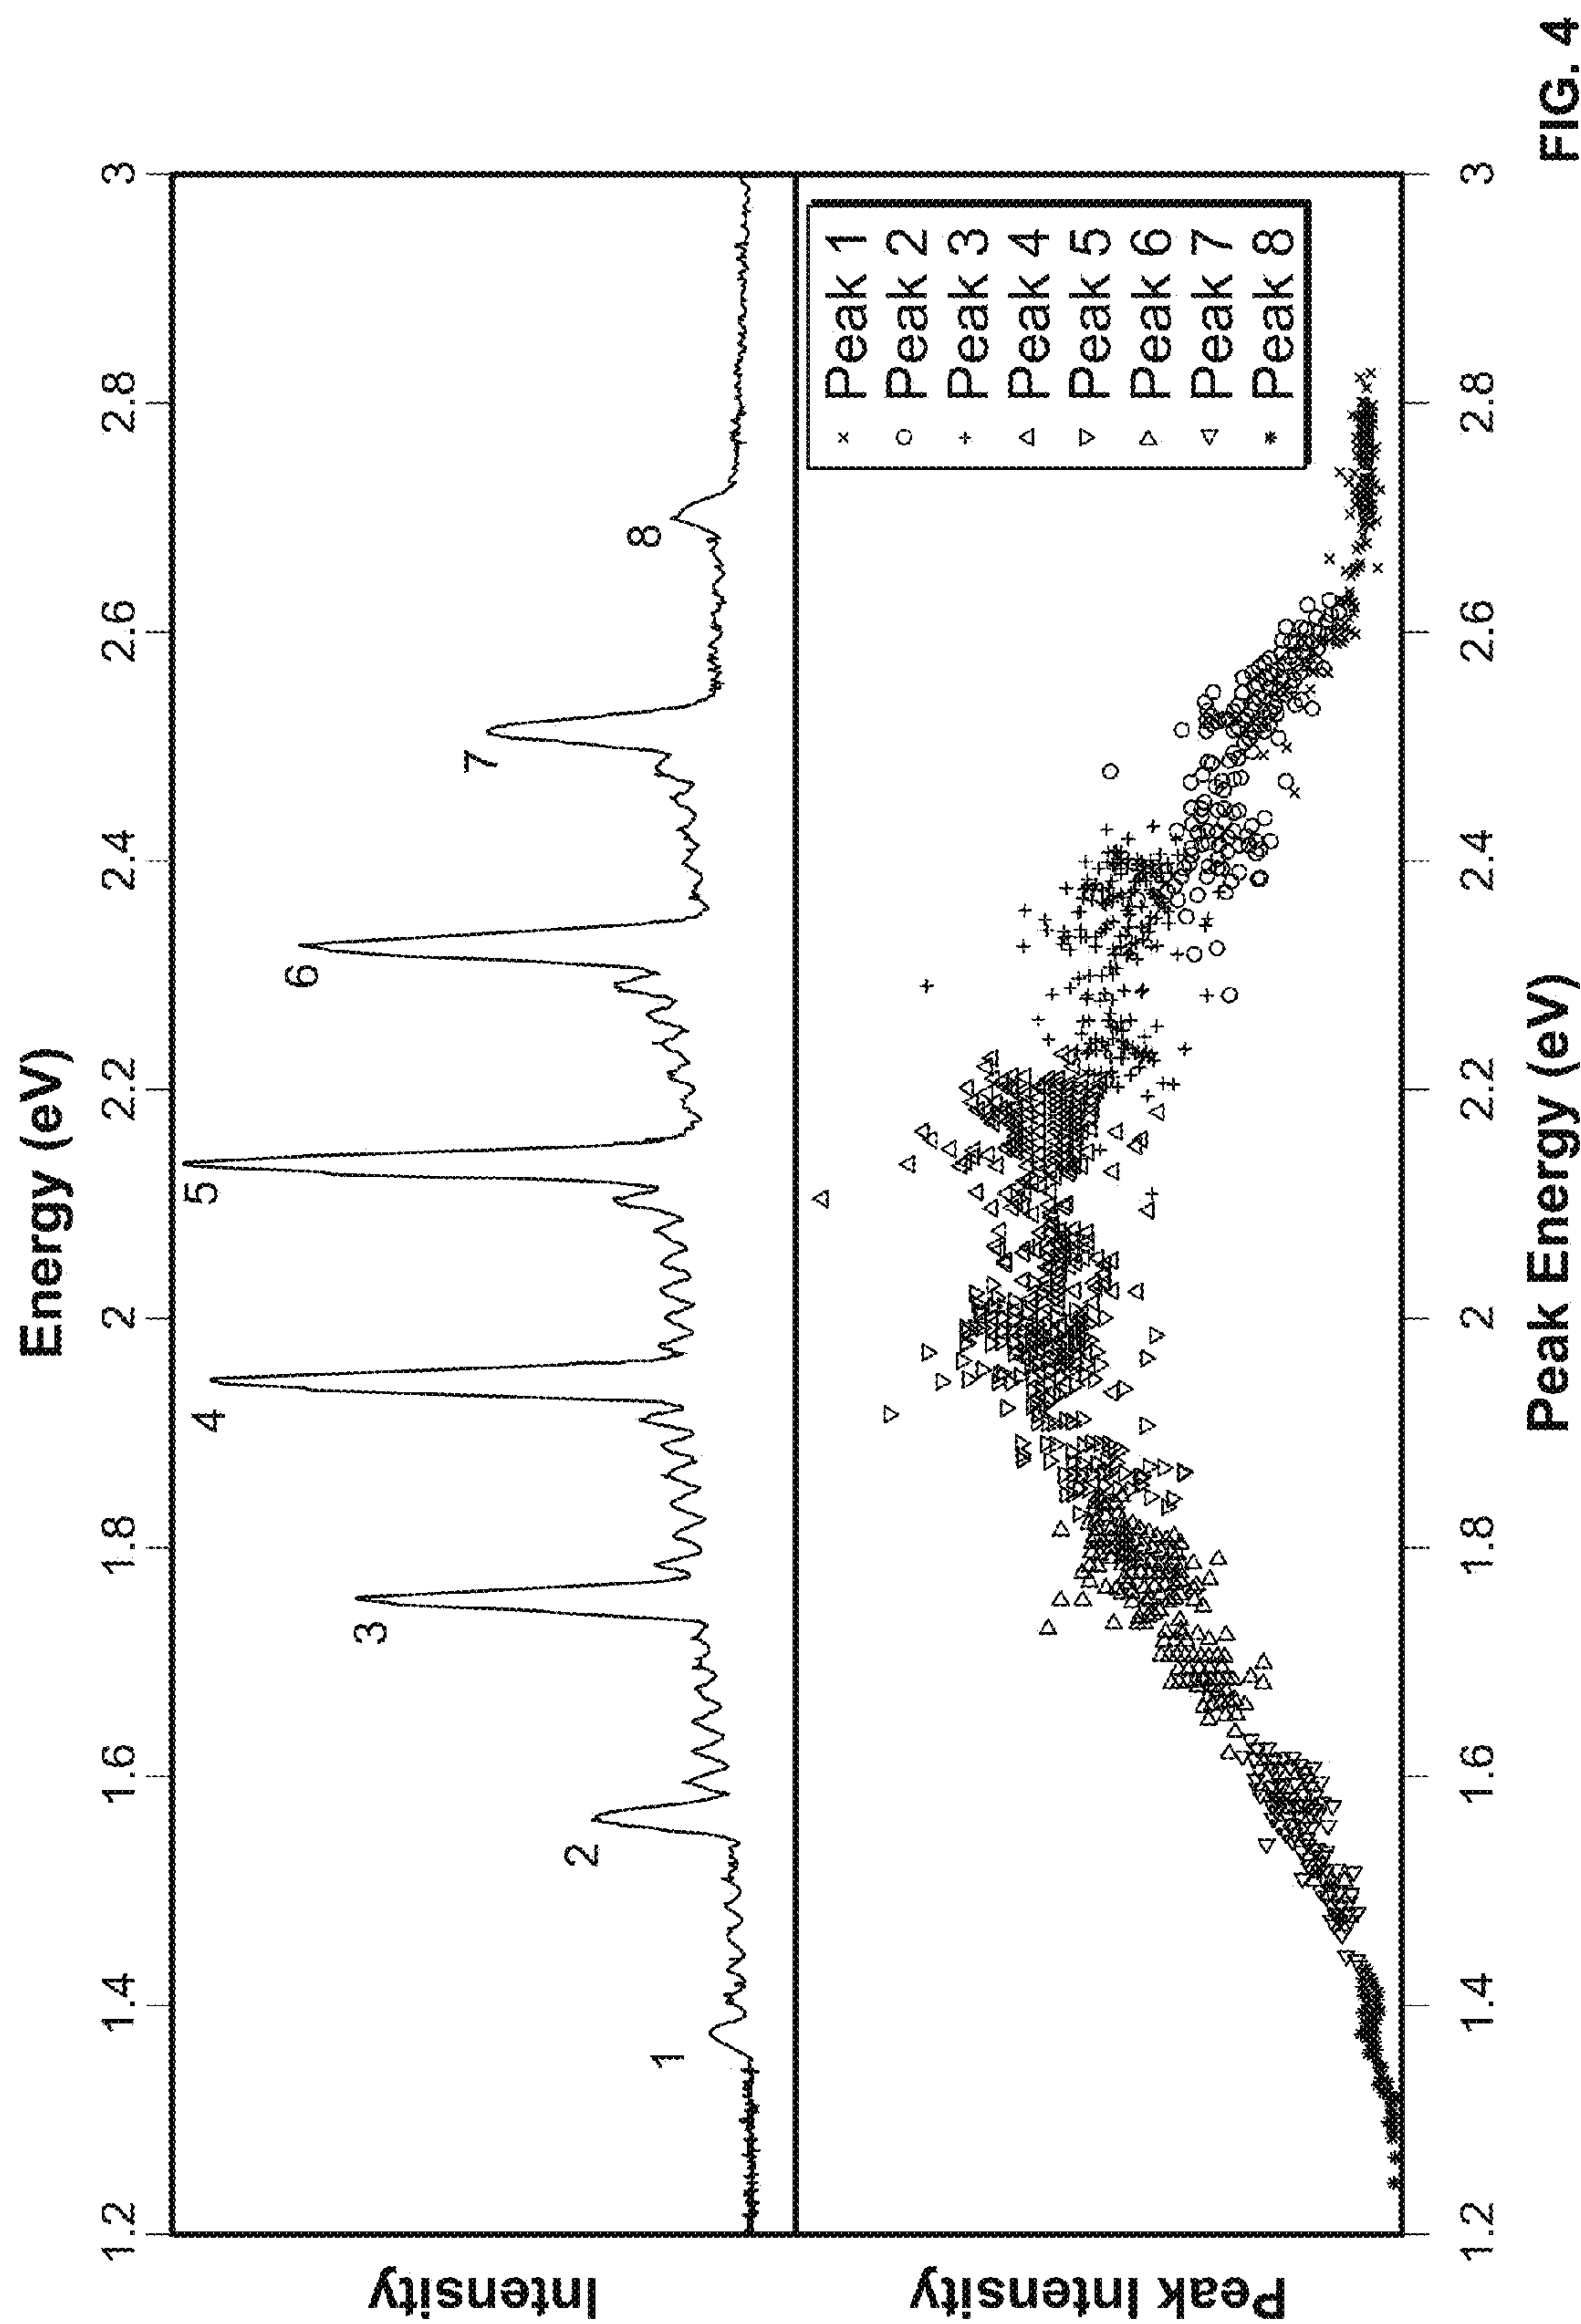 Energy (eV)
1.2 1.4 1.6 1.8 2 2.2 2.4 2.6 2.8 3
Intensity
1
2
3
4
5
6
7
8
Peak Intensity
× Peak 1
○ Peak 2
+ Peak 3
◁ Peak 4
▷ Peak 5
△ Peak 6
▽ Peak 7
* Peak 8
1.2 1.4 1.6 1.8 2 2.2 2.4 2.6 2.8 3
Peak Energy (eV)
FIG. 4